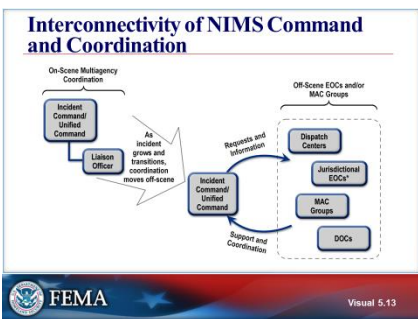 Interconnectivity of NIMS Command
and Coordination
On-Scene Multiagency
Coordination
Incident
Command/
Unified
Command
Liaison
Officer
As
incident
grows and
transitions,
coordination
moves off-scene
Incident
Command/
Unified
Command
Requests and
Information
Support and
Coordination
Off-Scene EOCs and/or
MAC Groups
Dispatch
Centers
Jurisdictional
EOCs*
MAC
Groups
DOCs
FEMA
Visual 5.13